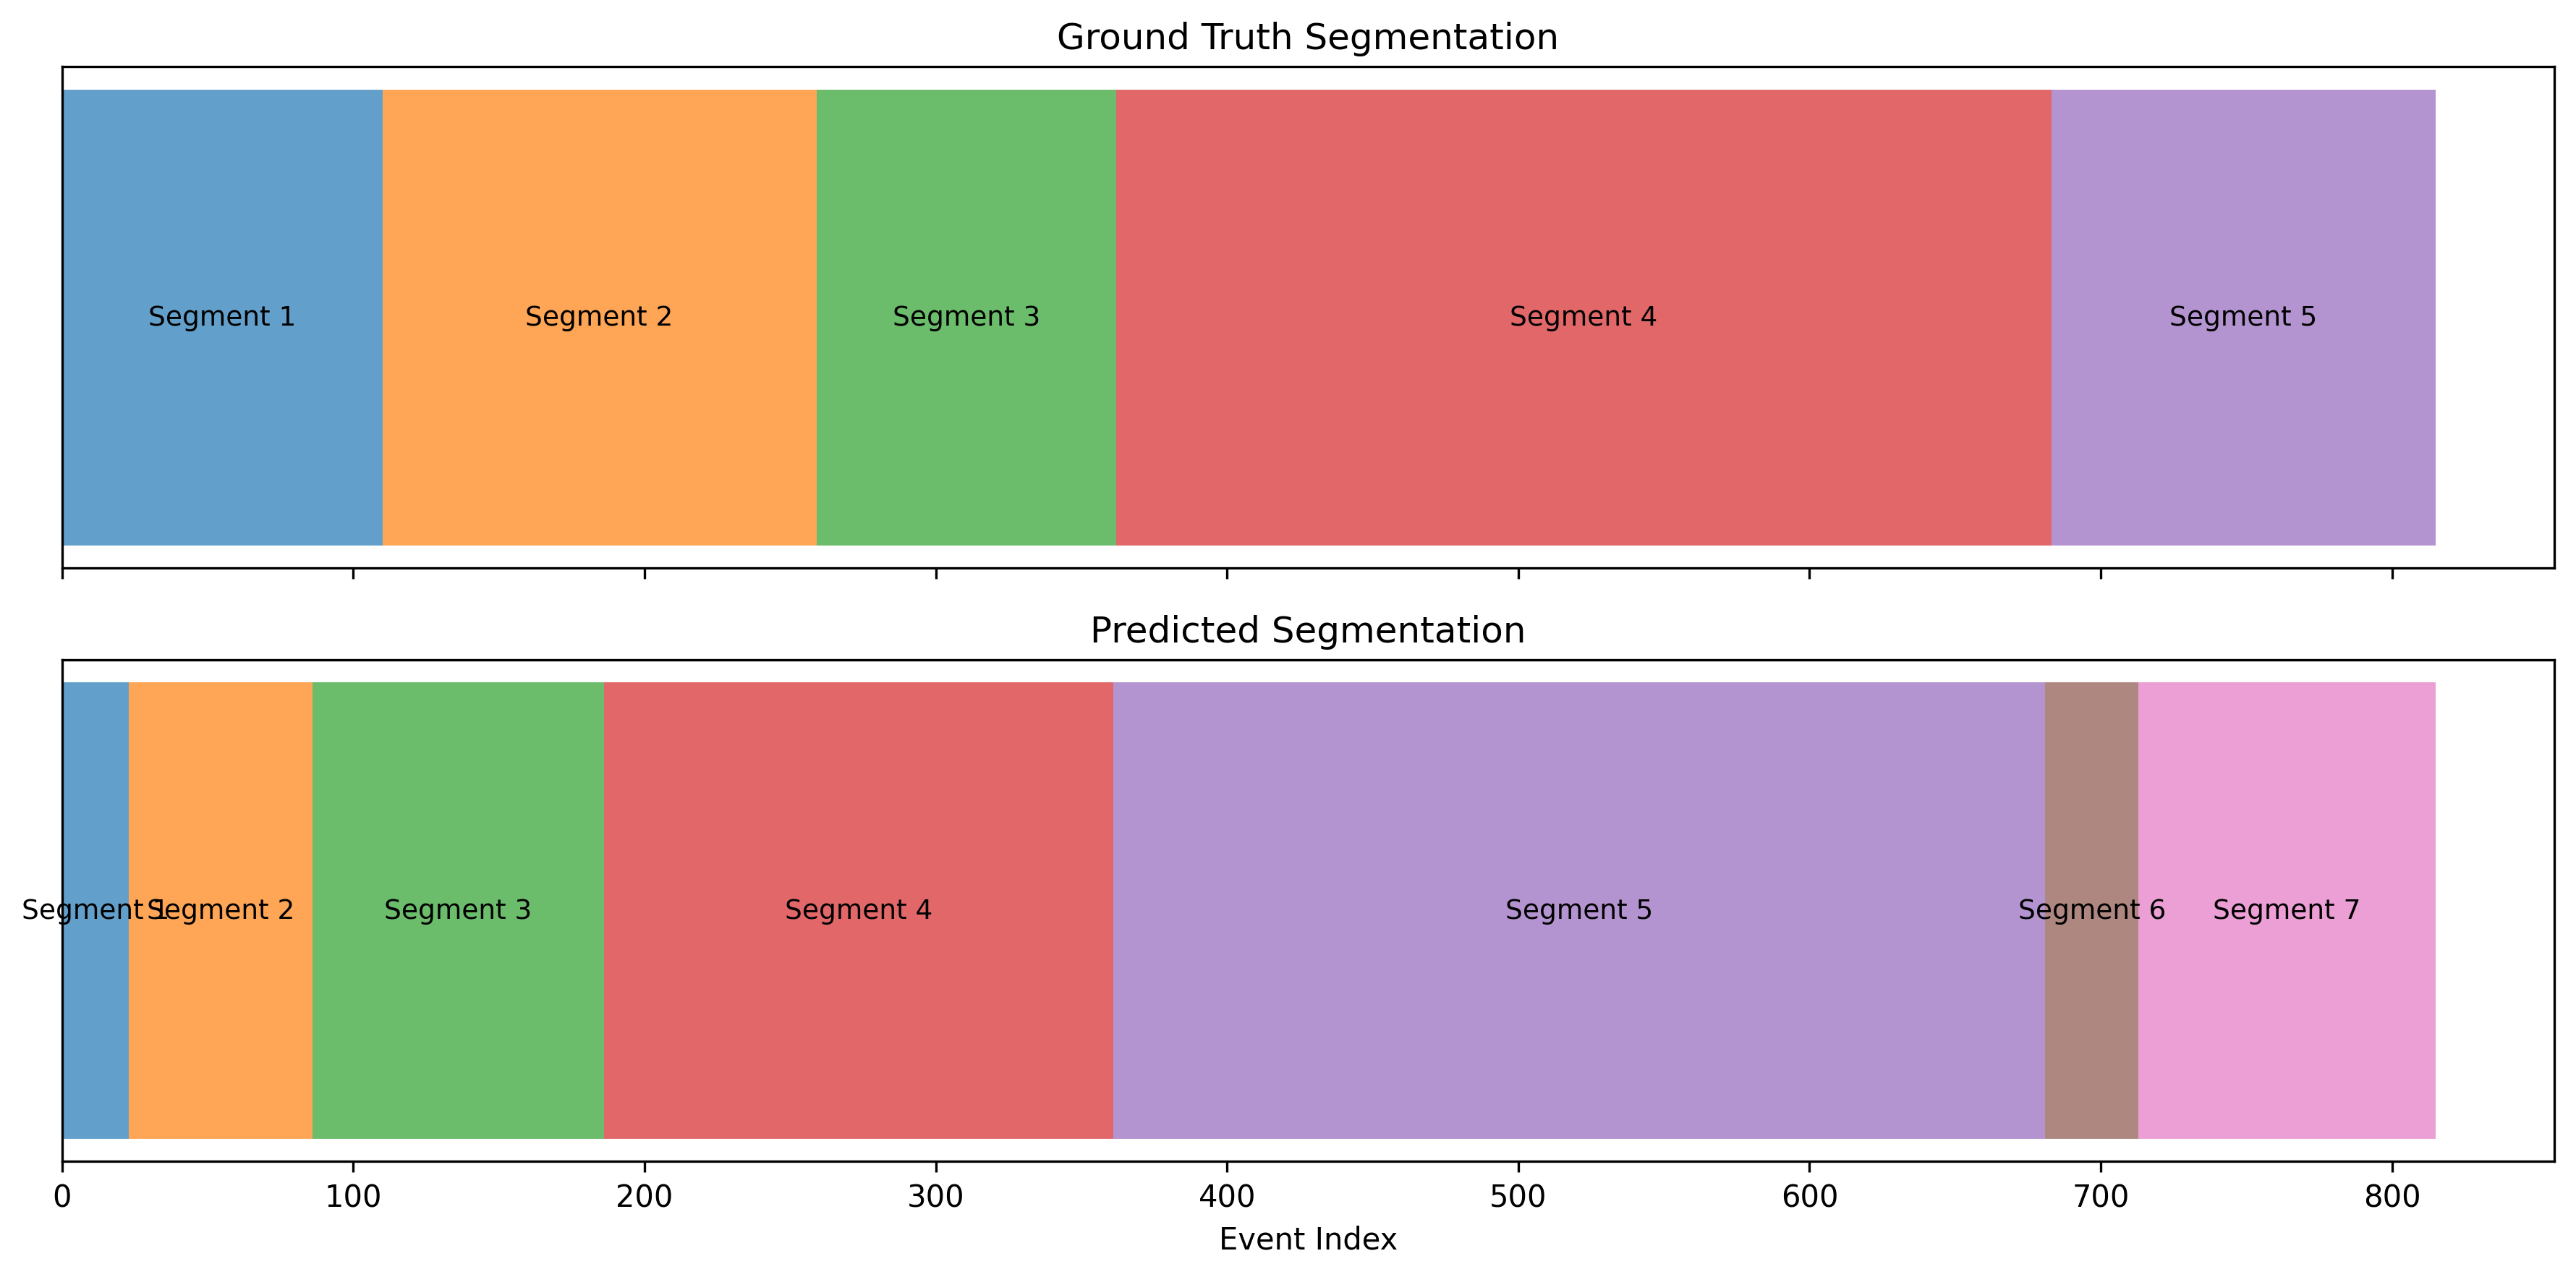 Ground Truth Segmentation
Segment 1 Segment 2 Segment 3 Segment 4 Segment 5
Predicted Segmentation
Segment 1 Segment 2 Segment 3 Segment 4 Segment 5 Segment 6 Segment 7
0 100 200 300 400 500 600 700 800
Event Index